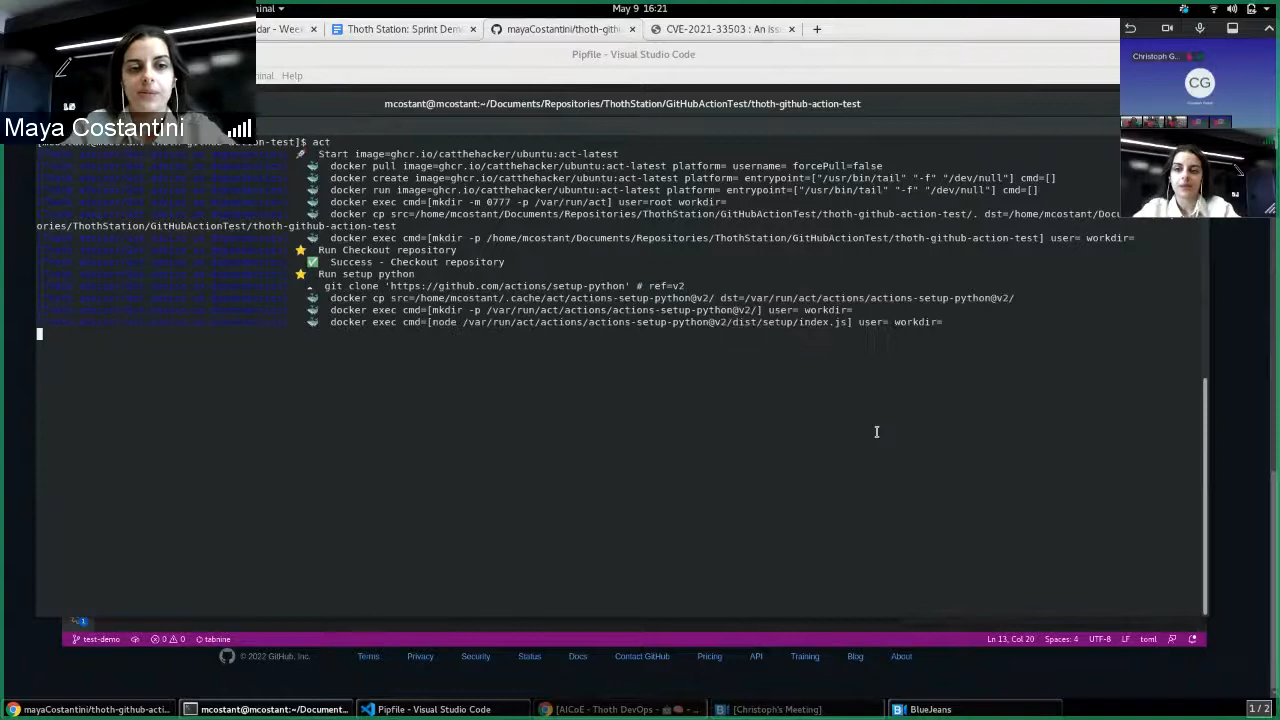 minal
May 9 16:21
dar - Week
Thoth Station: Sprint Dem
mayaCostantini/thoth-gith
CVE-2021-33503 : An iss
Pipfile - Visual Studio Code
minal Help
mcostant@mcostant:~/Documents/Repositories/ThothStation/GitHubActionTest/thoth-github-action-test
Christoph G...
CG
Maya Costantini
-test]$ act
Start image=ghcr.io/catthehacker/ubuntu:act-latest
docker pull image=ghcr.io/catthehacker/ubuntu:act-latest platform= username= forcePull=false
docker create image=ghcr.io/catthehacker/ubuntu:act-latest platform= entrypoint=["/usr/bin/tail" "-f" "/dev/null"] cmd=[]
docker run image=ghcr.io/catthehacker/ubuntu:act-latest platform= entrypoint=["/usr/bin/tail" "-f" "/dev/null"] cmd=[]
docker exec cmd=[mkdir -m 0777 -p /var/run/act] user=root workdir=
docker cp src=/home/mcostant/Documents/Repositories/ThothStation/GitHubActionTest/thoth-github-action-test/. dst=/home/mcostant/Docu
ories/ThothStation/GitHubActionTest/thoth-github-action-test
docker exec cmd=[mkdir -p /home/mcostant/Documents/Repositories/ThothStation/GitHubActionTest/thoth-github-action-test] user= workdir=
Run Checkout repository
Success - Checkout repository
Run setup python
git clone 'https://github.com/actions/setup-python' # ref=v2
docker cp src=/home/mcostant/.cache/act/actions-setup-python@v2/ dst=/var/run/act/actions/actions-setup-python@v2/
docker exec cmd=[mkdir -p /var/run/act/actions/actions-setup-python@v2/] user= workdir=
docker exec cmd=[node /var/run/act/actions/actions-setup-python@v2/dist/setup/index.js] user= workdir=
test-demo 0 0 tabnine
Ln 13, Col 20 Spaces: 4 UTF-8 LF toml
© 2022 GitHub, Inc. Terms Privacy Security Status Docs Contact GitHub Pricing API Training Blog About
mayaCostantini/thoth-github-acti...
mcostant@mcostant:~/Document...
Pipfile - Visual Studio Code
[AICoE - Thoth DevOps -
[Christoph's Meeting]
BlueJeans
1 / 2